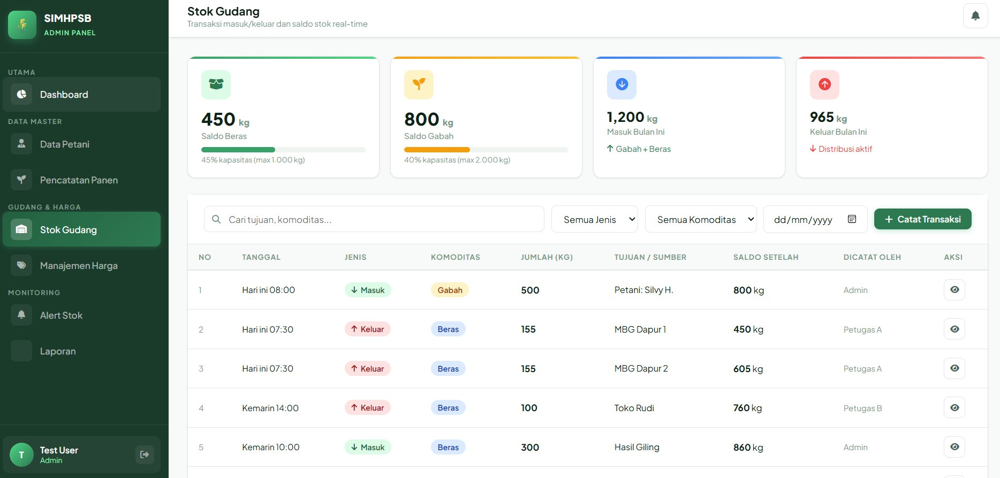 SIMHPSB
ADMIN PANEL
UTAMA
Dashboard
DATA MASTER
Data Petani
Pencatatan Panen
GUDANG & HARGA
Stok Gudang
Manajemen Harga
MONITORING
Alert Stok
Laporan
T
Test User
Admin
Stok Gudang
Transaksi masuk/keluar dan saldo stok real-time
450 kg
Saldo Beras
45% kapasitas (max 1.000 kg)
800 kg
Saldo Gabah
40% kapasitas (max 2.000 kg)
1,200 kg
Masuk Bulan Ini
↑ Gabah + Beras
965 kg
Keluar Bulan Ini
↓ Distribusi aktif
Cari tujuan, komoditas... Semua Jenis Semua Komoditas dd/mm/yyyy + Catat Transaksi
NO TANGGAL JENIS KOMODITAS JUMLAH (KG) TUJUAN / SUMBER SALDO SETELAH DICATAT OLEH AKSI
1 Hari ini 08:00 ↓ Masuk Gabah 500 Petani: Silvy H. 800 kg Admin
2 Hari ini 07:30 ↑ Keluar Beras 155 MBG Dapur 1 450 kg Petugas A
3 Hari ini 07:30 ↑ Keluar Beras 155 MBG Dapur 2 605 kg Petugas A
4 Kemarin 14:00 ↑ Keluar Beras 100 Toko Rudi 760 kg Petugas B
5 Kemarin 10:00 ↓ Masuk Beras 300 Hasil Giling 860 kg Admin